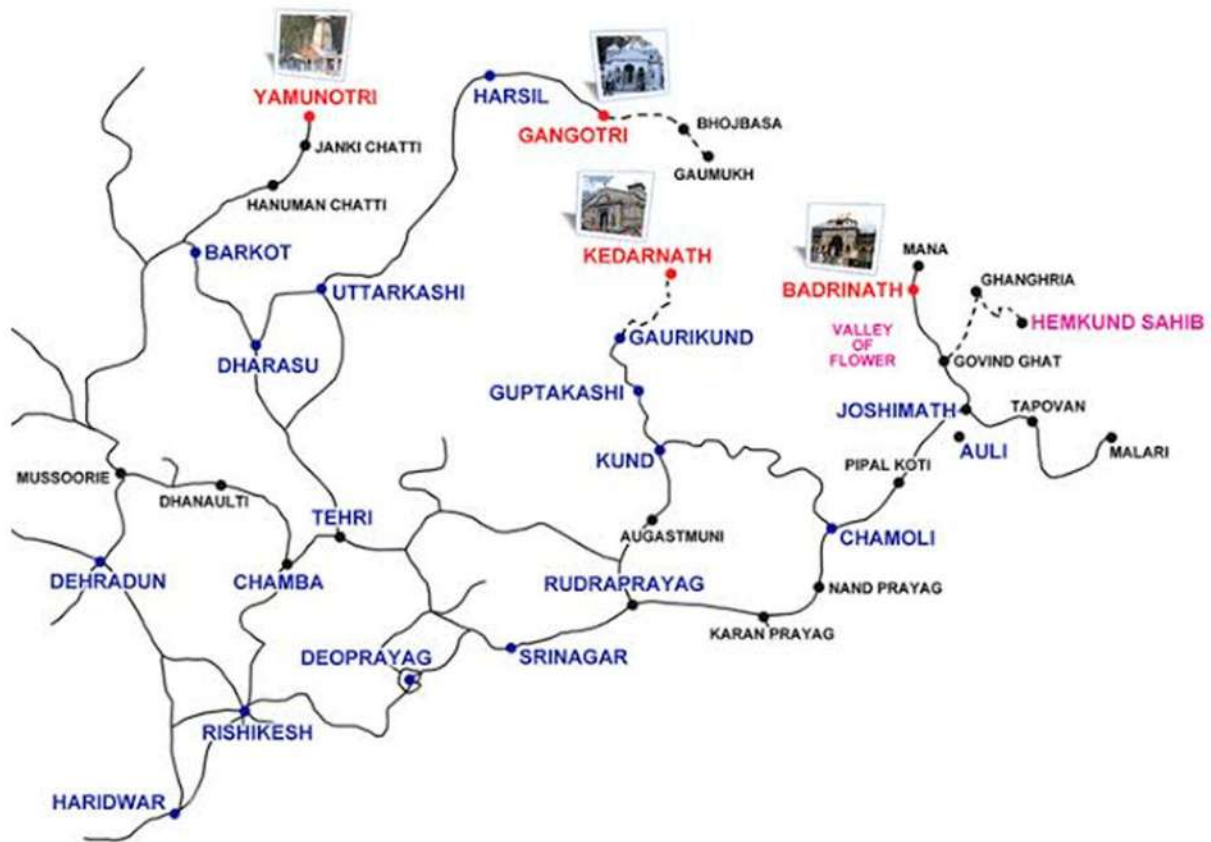 YAMUNOTRI
HARSIL
GANGOTRI
BHOJBASA
JANKI CHATTI
GAUMUKH
HANUMAN CHATTI
BARKOT
KEDARNATH
MANA
UTTARKASHI
BADRINATH
GHANGHRIA
HEMKUND SAHIB
VALLEY
OF
FLOWER
GAURIKUND
DHARASU
GOVIND GHAT
GUPTAKASHI
JOSHIMATH
TAPOVAN
AULI
MALARI
KUND
PIPAL KOTI
MUSSOORIE
DHANAULTI
TEHRI
AUGASTMUNI
CHAMOLI
DEHRADUN
CHAMBA
RUDRAPRAYAG
NAND PRAYAG
KARAN PRAYAG
DEOPRAYAG
SRINAGAR
RISHIKESH
HARIDWAR